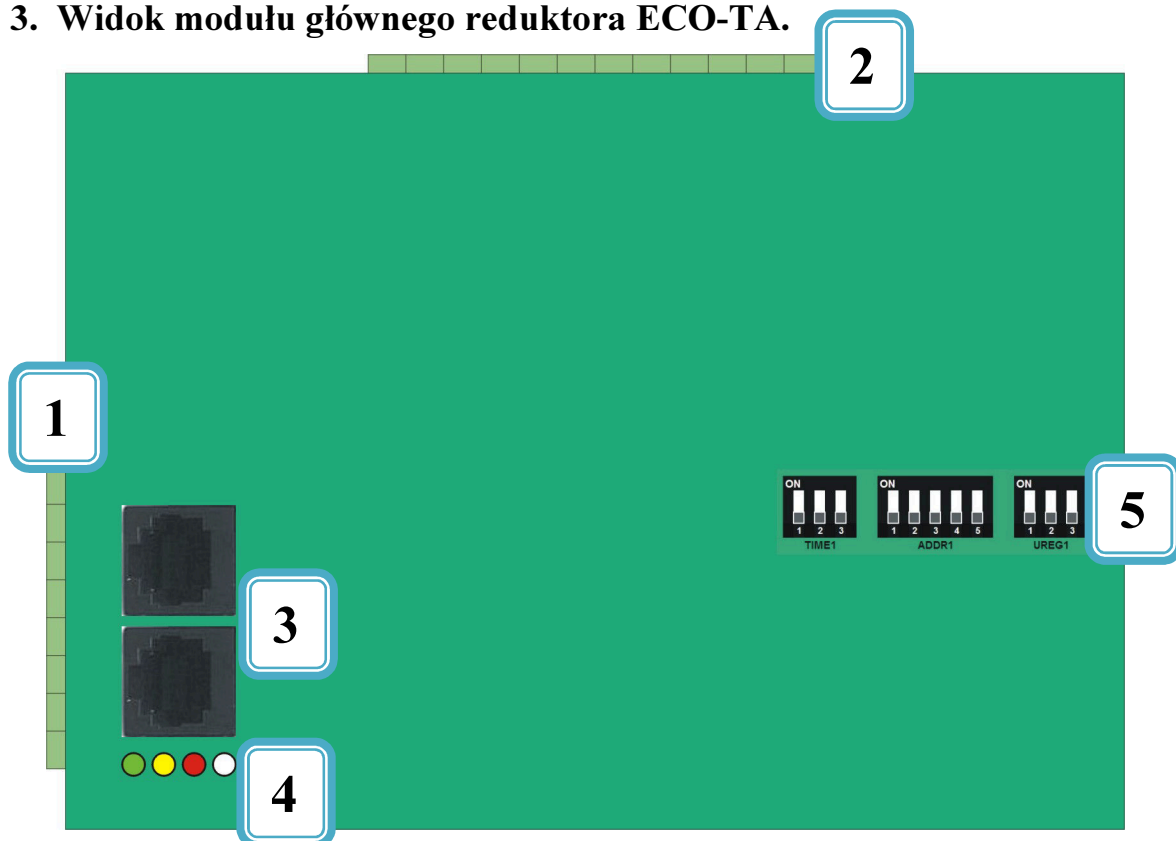 3. Widok modułu głównego reduktora ECO-TA.
2
1
ON ON ON
1 2 3 1 2 3 4 5 1 2 3
TIME1 ADDR1 UREG1
5
3
4